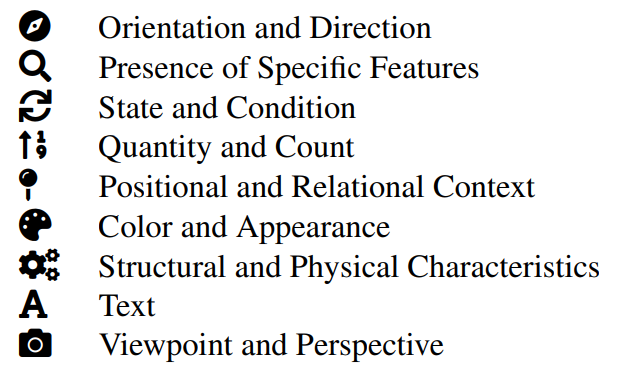 Orientation and Direction
Presence of Specific Features
State and Condition
Quantity and Count
Positional and Relational Context
Color and Appearance
Structural and Physical Characteristics
Text
Viewpoint and Perspective